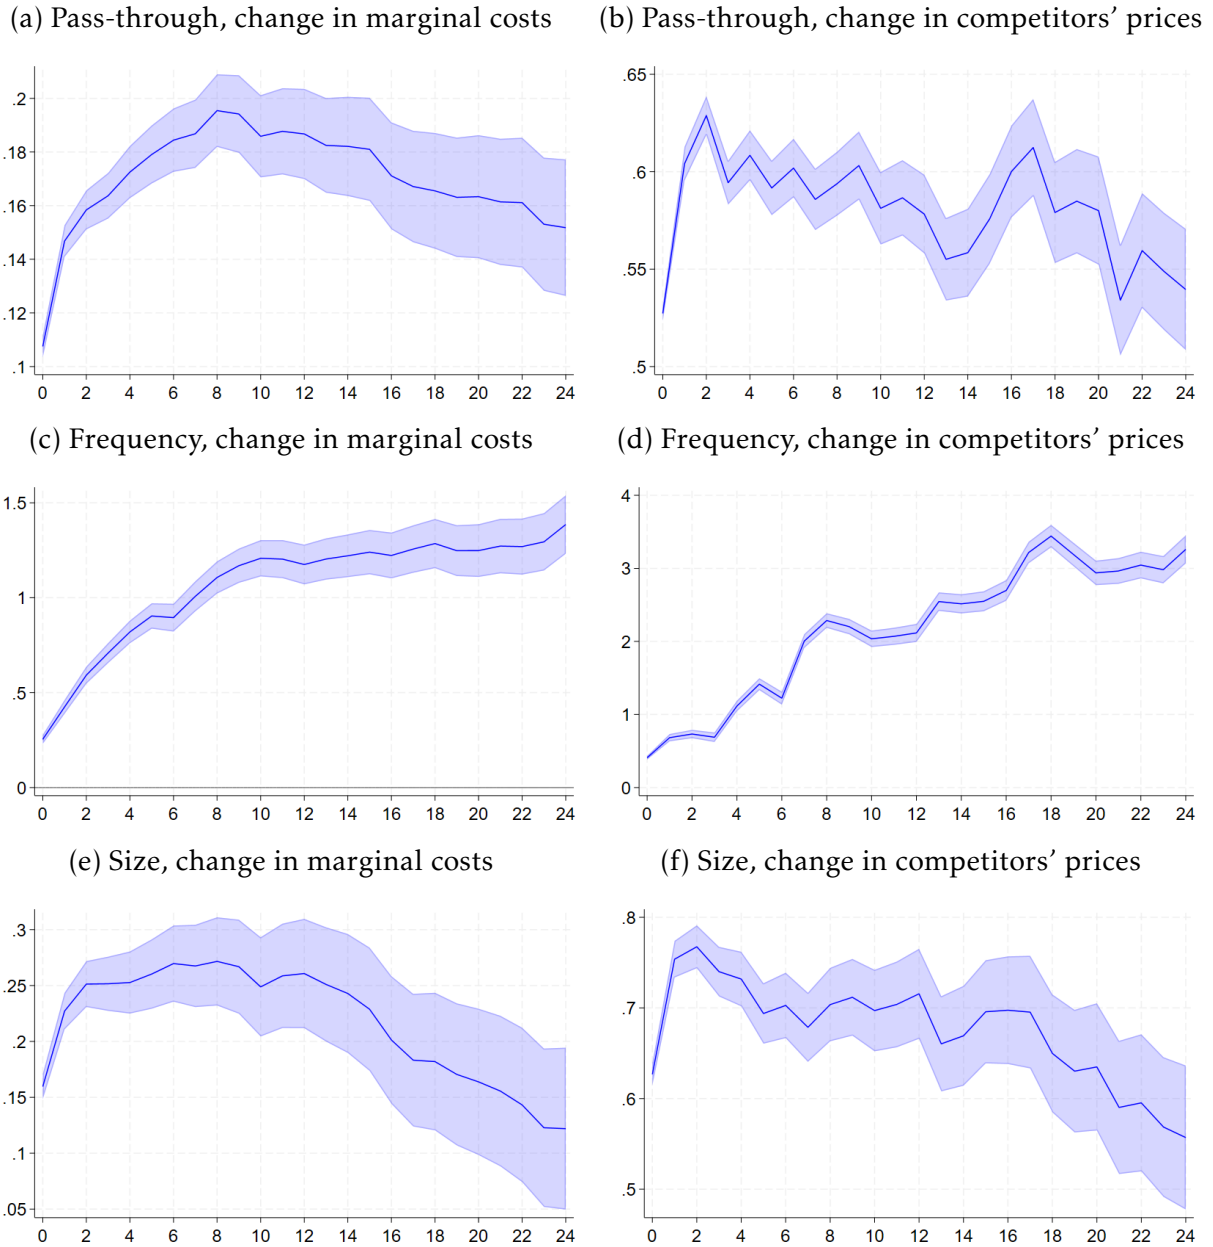 (a) Pass-through, change in marginal costs
(b) Pass-through, change in competitors’ prices
.2
.18
.16
.14
.12
.1
0 2 4 6 8 10 12 14 16 18 20 22 24
.65
.6
.55
.5
0 2 4 6 8 10 12 14 16 18 20 22 24
(c) Frequency, change in marginal costs
(d) Frequency, change in competitors’ prices
1.5
1
.5
0
0 2 4 6 8 10 12 14 16 18 20 22 24
4
3
2
1
0
0 2 4 6 8 10 12 14 16 18 20 22 24
(e) Size, change in marginal costs
(f) Size, change in competitors’ prices
.3
.25
.2
.15
.1
.05
0 2 4 6 8 10 12 14 16 18 20 22 24
.8
.7
.6
.5
0 2 4 6 8 10 12 14 16 18 20 22 24